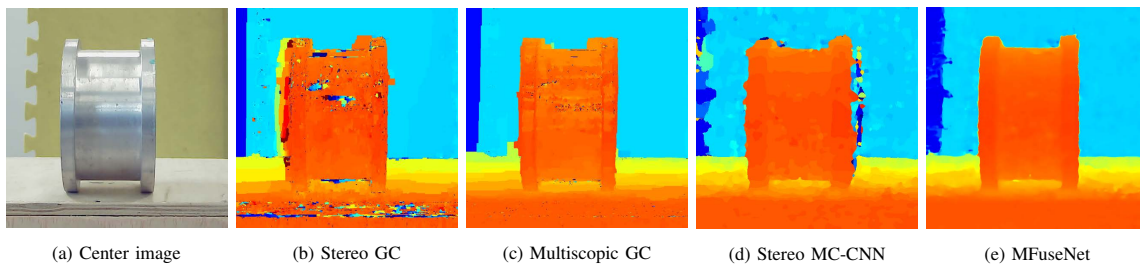 (a) Center image
(b) Stereo GC
(c) Multiscopic GC
(d) Stereo MC-CNN
(e) MFuseNet